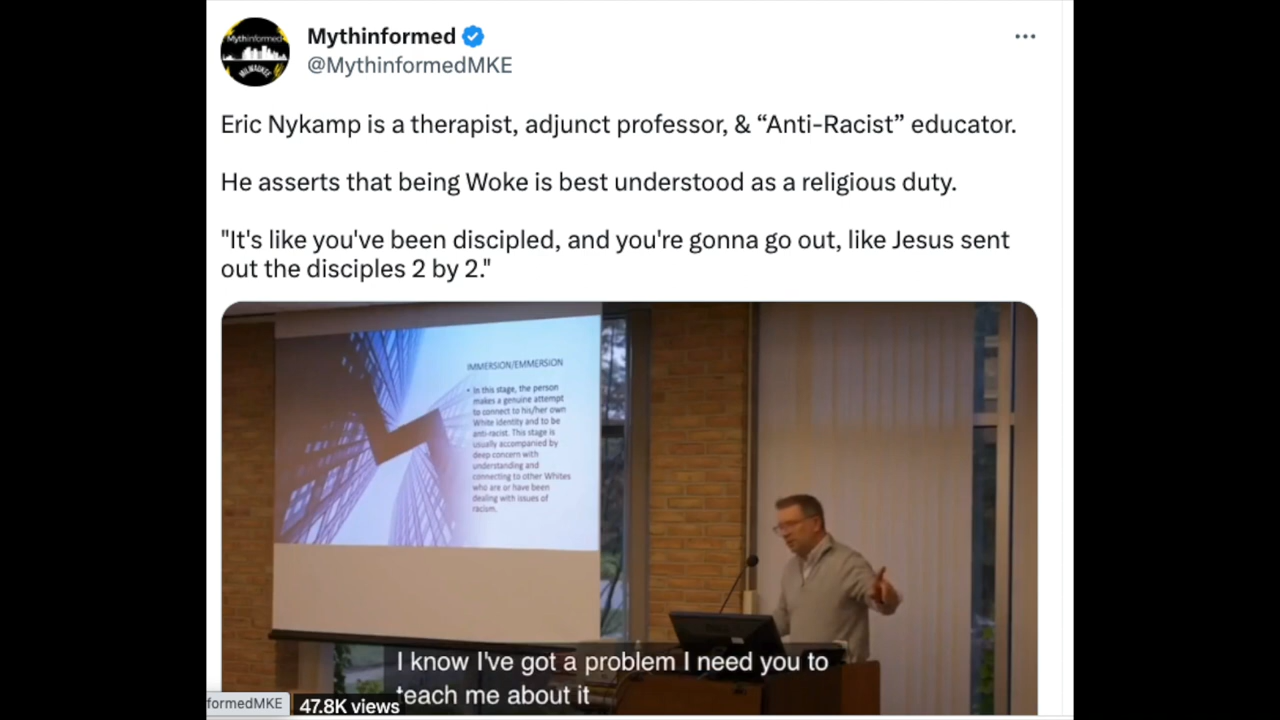 Mythinformed
MILWAUKEE
Mythinformed
@MythinformedMKE
Eric Nykamp is a therapist, adjunct professor, & “Anti-Racist” educator.
He asserts that being Woke is best understood as a religious duty.
"It's like you've been discipled, and you're gonna go out, like Jesus sent
out the disciples 2 by 2."
IMMERSION/EMMERSION
• In this stage, the person
makes a genuine attempt
to connect to his/her own
White identity and to be
anti-racist. This stage is
usually accompanied by
deep concern with
understanding and
connecting to other Whites
who are or have been
dealing with issues of
racism.
I know I've got a problem I need you to
teach me about it
formedMKE
47.8K views